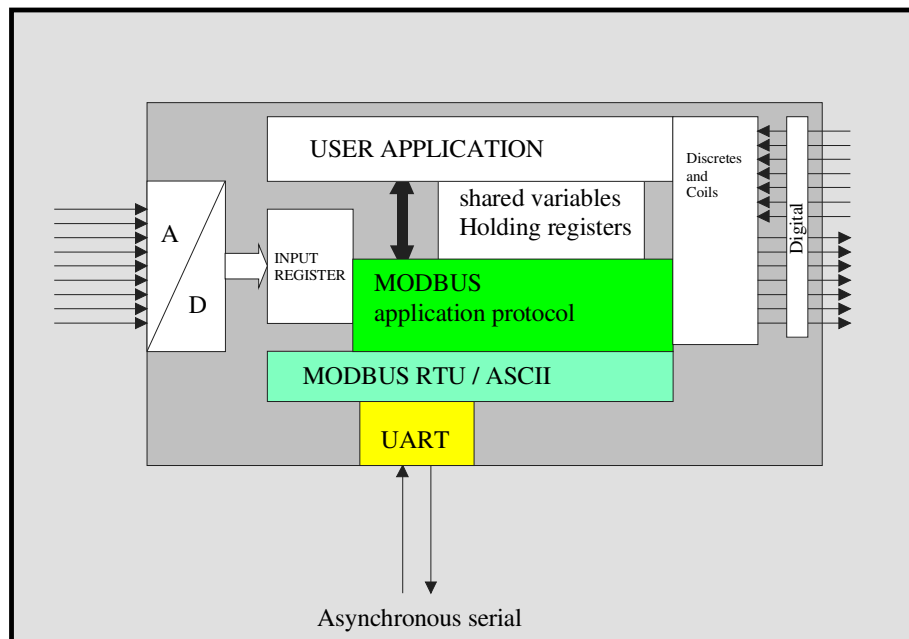 USER APPLICATION
Discretes
and
Coils
Digital
shared variables
Holding registers
A
D
INPUT
REGISTER
MODBUS
application protocol
MODBUS RTU / ASCII
UART
Asynchronous serial